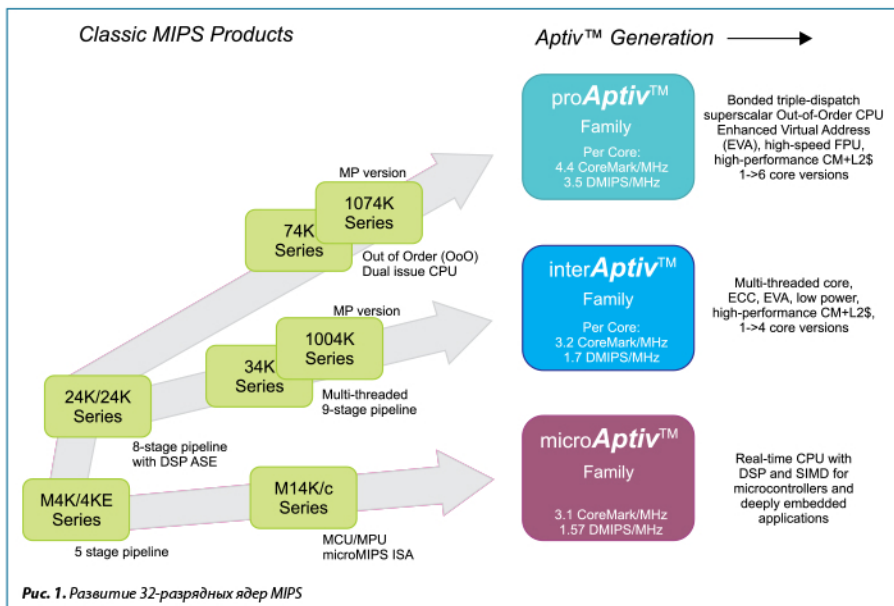 Classic MIPS Products
Aptiv™ Generation
proAptiv™
Family
Per Core:
4.4 CoreMark/MHz
3.5 DMIPS/MHz
Bonded triple-dispatch
superscalar Out-of-Order CPU
Enhanced Virtual Address
(EVA), high-speed FPU,
high-performance CM+L2$
1->6 core versions
MP version
1074K
Series
74K
Series
Out of Order (OoO)
Dual issue CPU
interAptiv™
Family
Per Core:
3.2 CoreMark/MHz
1.7 DMIPS/MHz
Multi-threaded core,
ECC, EVA, low power,
high-performance CM+L2$,
1->4 core versions
MP version
1004K
Series
34K
Series
Multi-threaded
9-stage pipeline
24K/24K
Series
8-stage pipeline
with DSP ASE
microAptiv™
Family
3.1 CoreMark/MHz
1.57 DMIPS/MHz
Real-time CPU with
DSP and SIMD for
microcontrollers and
deeply embedded
applications
M4K/4KE
Series
5 stage pipeline
M14K/c
Series
MCU/MPU
microMIPS ISA
Рис. 1. Развитие 32-разрядных ядер MIPS